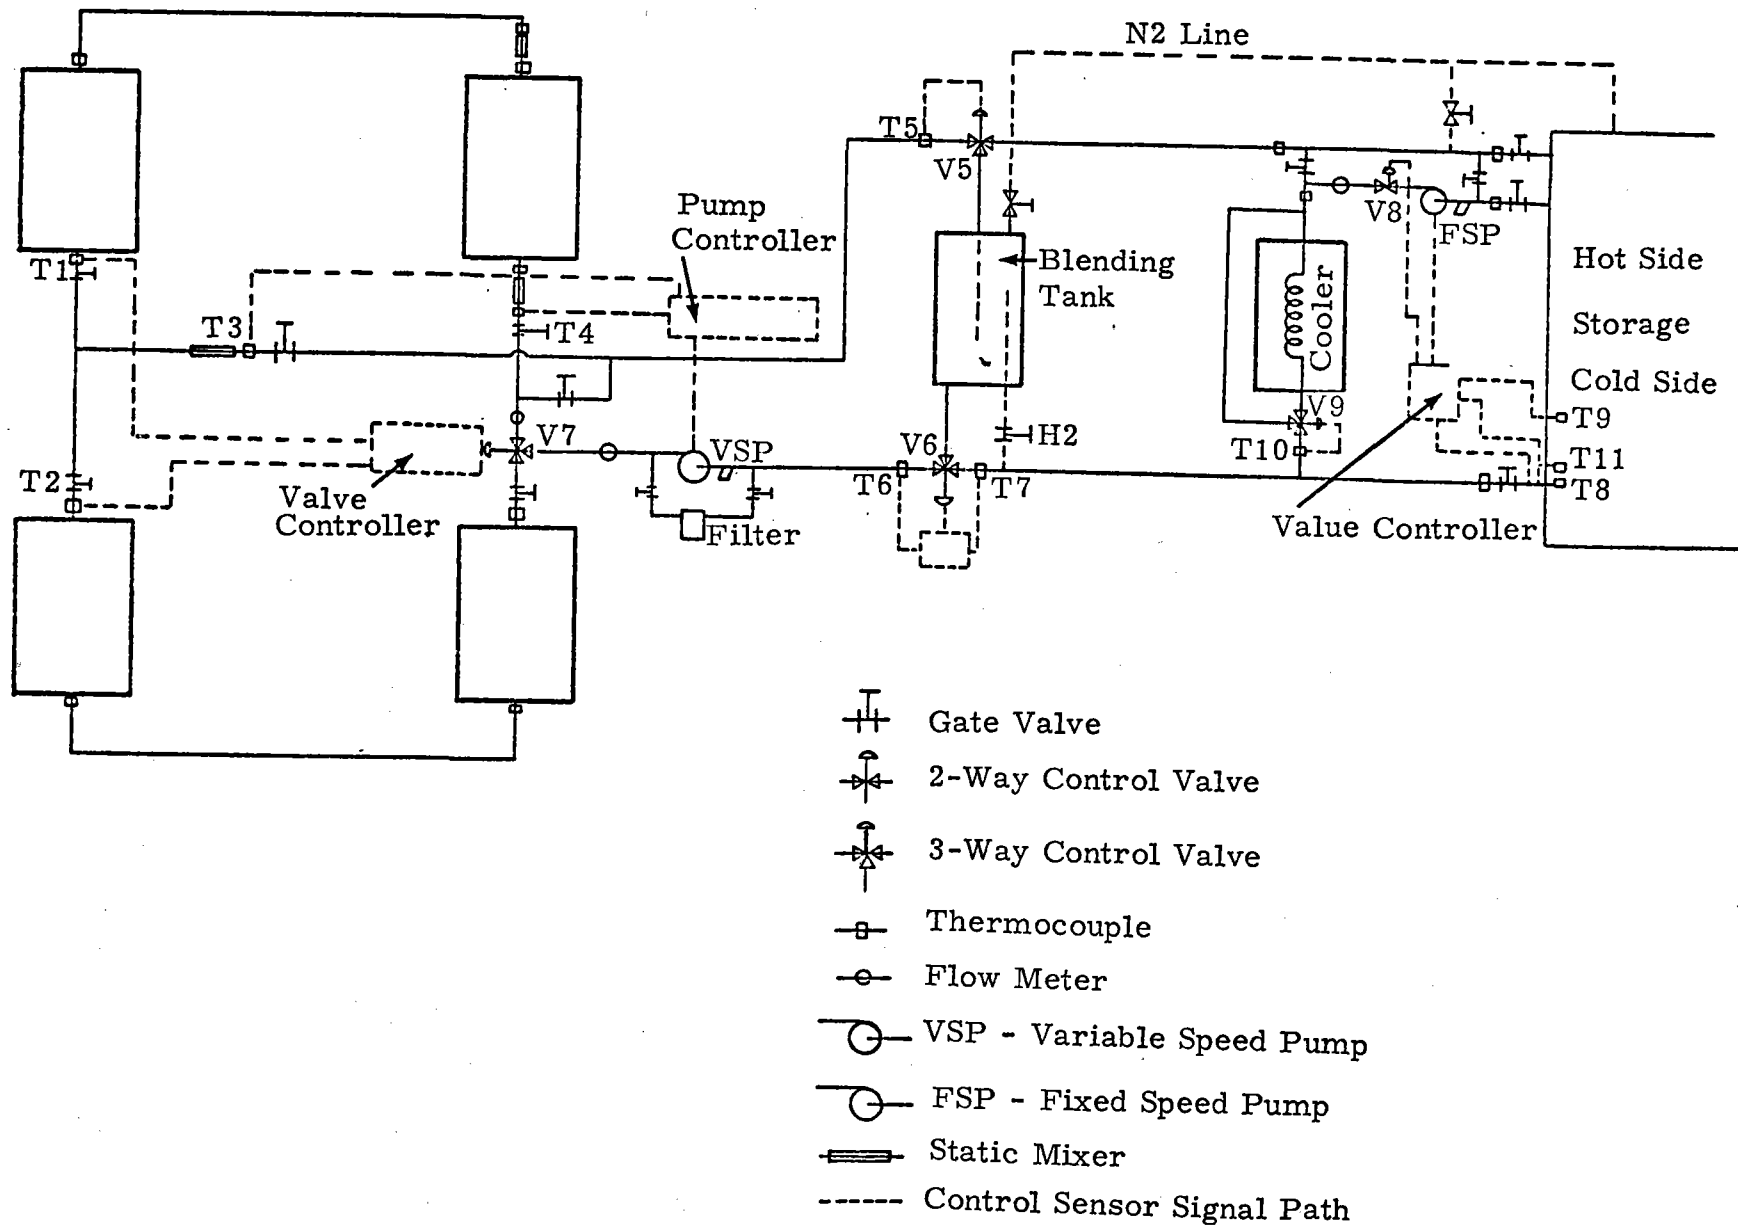 N2 Line
T5
V5
Pump
Controller
V8
FSP
T1
Blending
Tank
Cooler
Hot Side
Storage
Cold Side
T3
T4
V9
T9
V7
VSP
V6
H2
T10
T11
T2
T6
T7
T8
Valve
Controller
Filter
Value Controller
Gate Valve
2-Way Control Valve
3-Way Control Valve
Thermocouple
Flow Meter
VSP - Variable Speed Pump
FSP - Fixed Speed Pump
Static Mixer
Control Sensor Signal Path